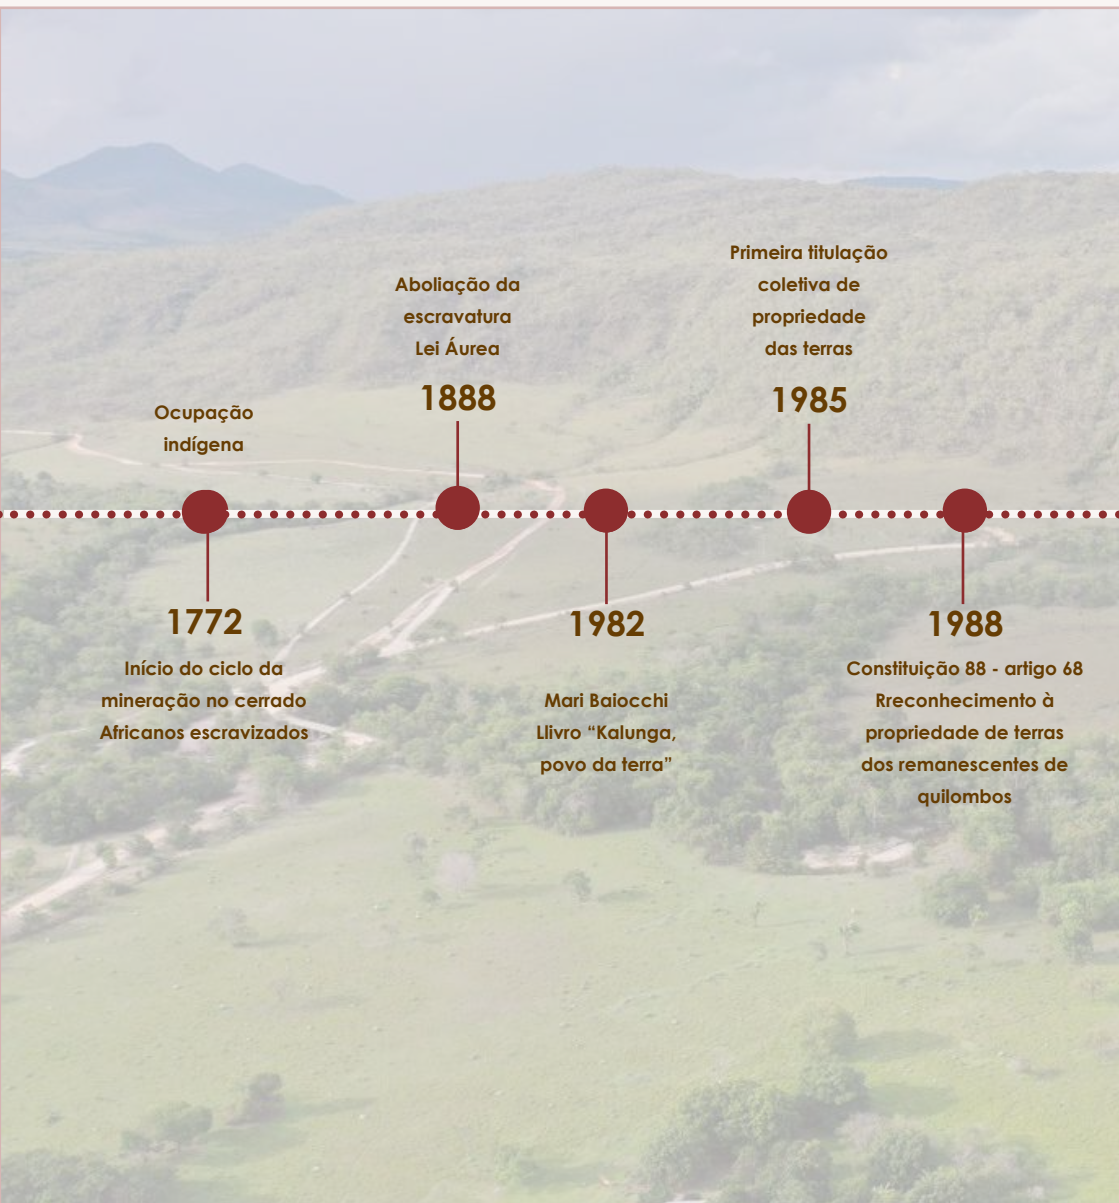 Ocupação
indígena
1772
Início do ciclo da
mineração no cerrado
Africanos escravizados
Aboliação da
escravatura
Lei Áurea
1888
1982
Mari Baiocchi
Llivro “Kalunga,
povo da terra”
Primeira titulação
coletiva de
propriedade
das terras
1985
1988
Constituição 88 - artigo 68
Rreconhecimento à
propriedade de terras
dos remanescentes de
quilombos